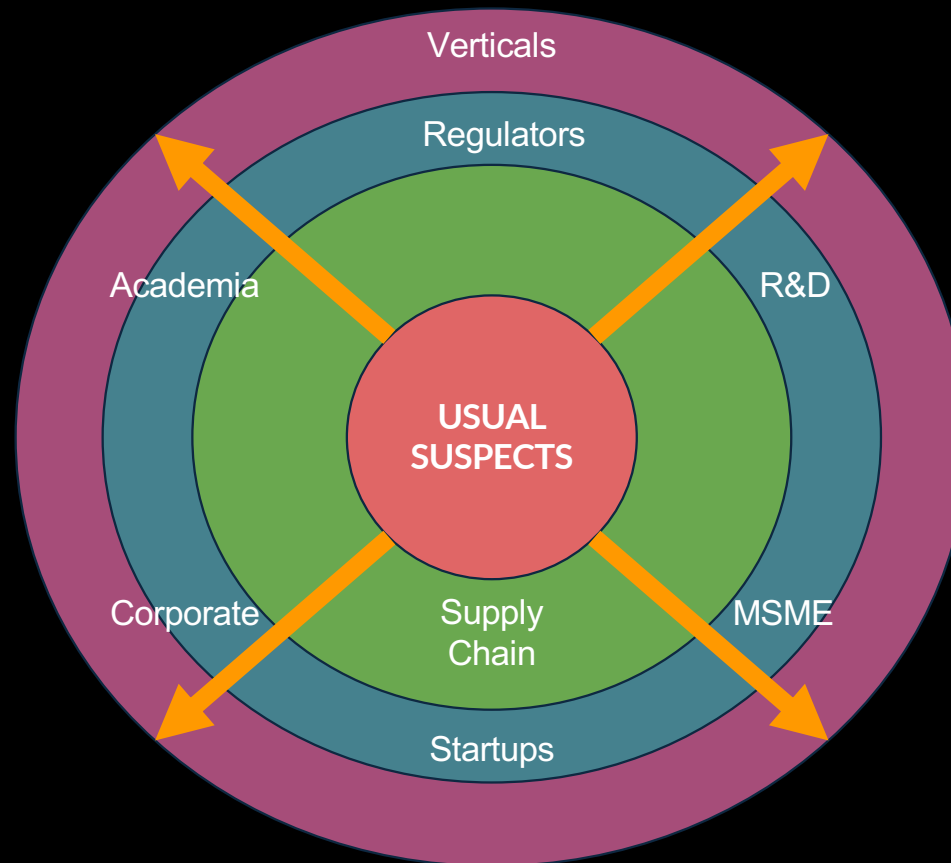 Verticals
Regulators
Academia
R&D
USUAL
SUSPECTS
Corporate
Supply
Chain
MSME
Startups